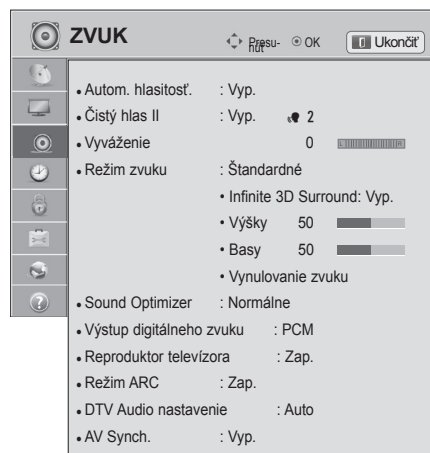 ZVUK Presu-núť OK Ukončiť
• Autom. hlasitosť. : Vyp.
• Čistý hlas II : Vyp. 2
• Vyváženie 0 L R
• Režim zvuku : Štandardné
• Infinite 3D Surround: Vyp.
• Výšky 50
• Basy 50
• Vynulovanie zvuku
• Sound Optimizer : Normálne
• Výstup digitálneho zvuku : PCM
• Reproduktor televízora : Zap.
• Režim ARC : Zap.
• DTV Audio nastavenie : Auto
• AV Synch. : Vyp.